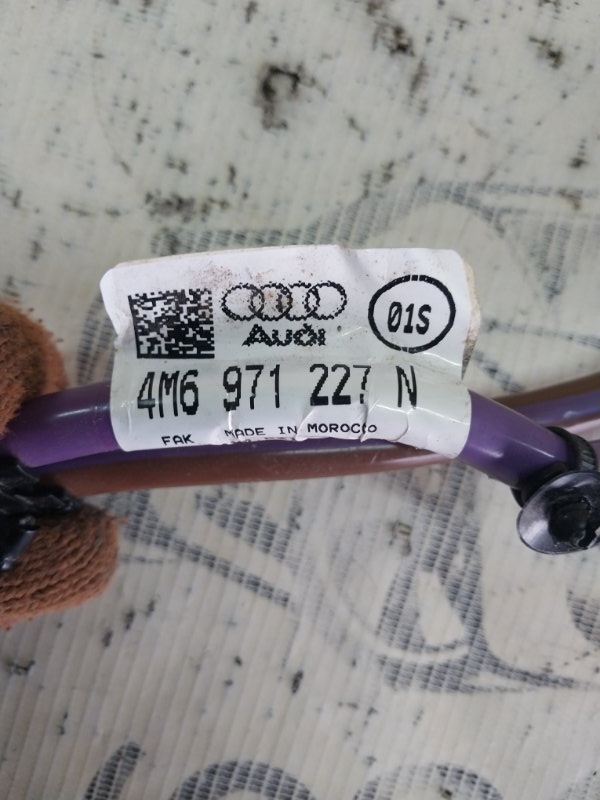 Audi
01S
4M6 971 227 N
FAK MADE IN MOROCCO